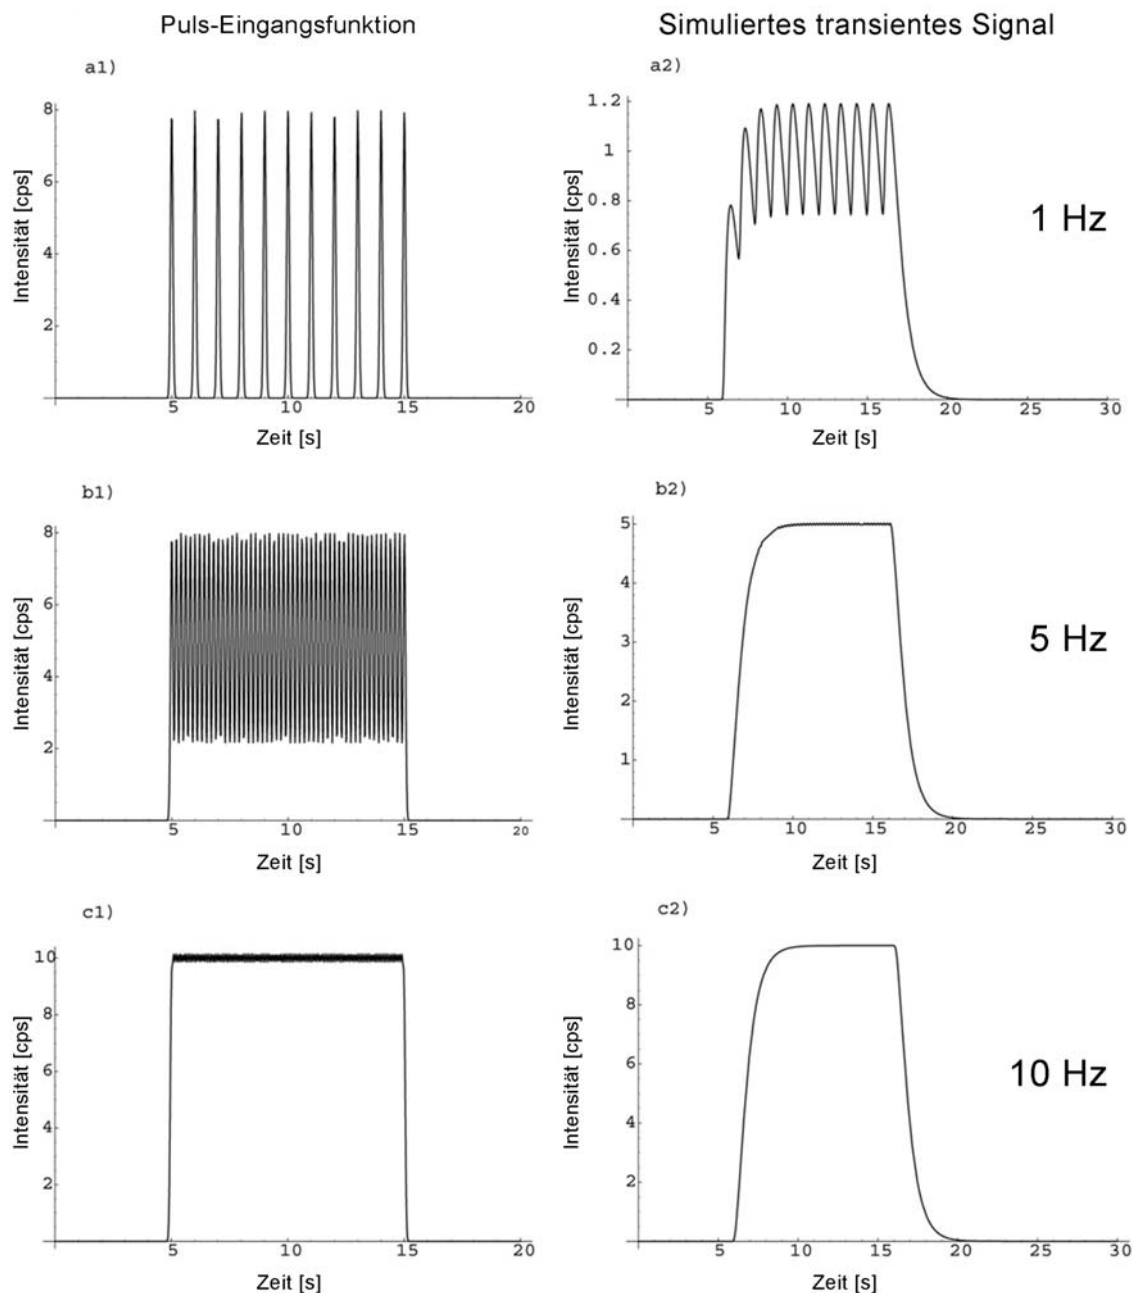 Puls-Eingangsfunktion
Simuliertes transientes Signal
a1)
8
6
4
2
5
10
15
20
Intensität [cps]
Zeit [s]
a2)
1.2
1
0.8
0.6
0.4
0.2
5
10
15
20
25
30
Intensität [cps]
Zeit [s]
1 Hz
b1)
8
6
4
2
5
10
15
20
Intensität [cps]
Zeit [s]
b2)
5
4
3
2
1
5
10
15
20
25
30
Intensität [cps]
Zeit [s]
5 Hz
c1)
10
8
6
4
2
5
10
15
20
Intensität [cps]
Zeit [s]
c2)
10
8
6
4
2
5
10
15
20
25
30
Intensität [cps]
Zeit [s]
10 Hz